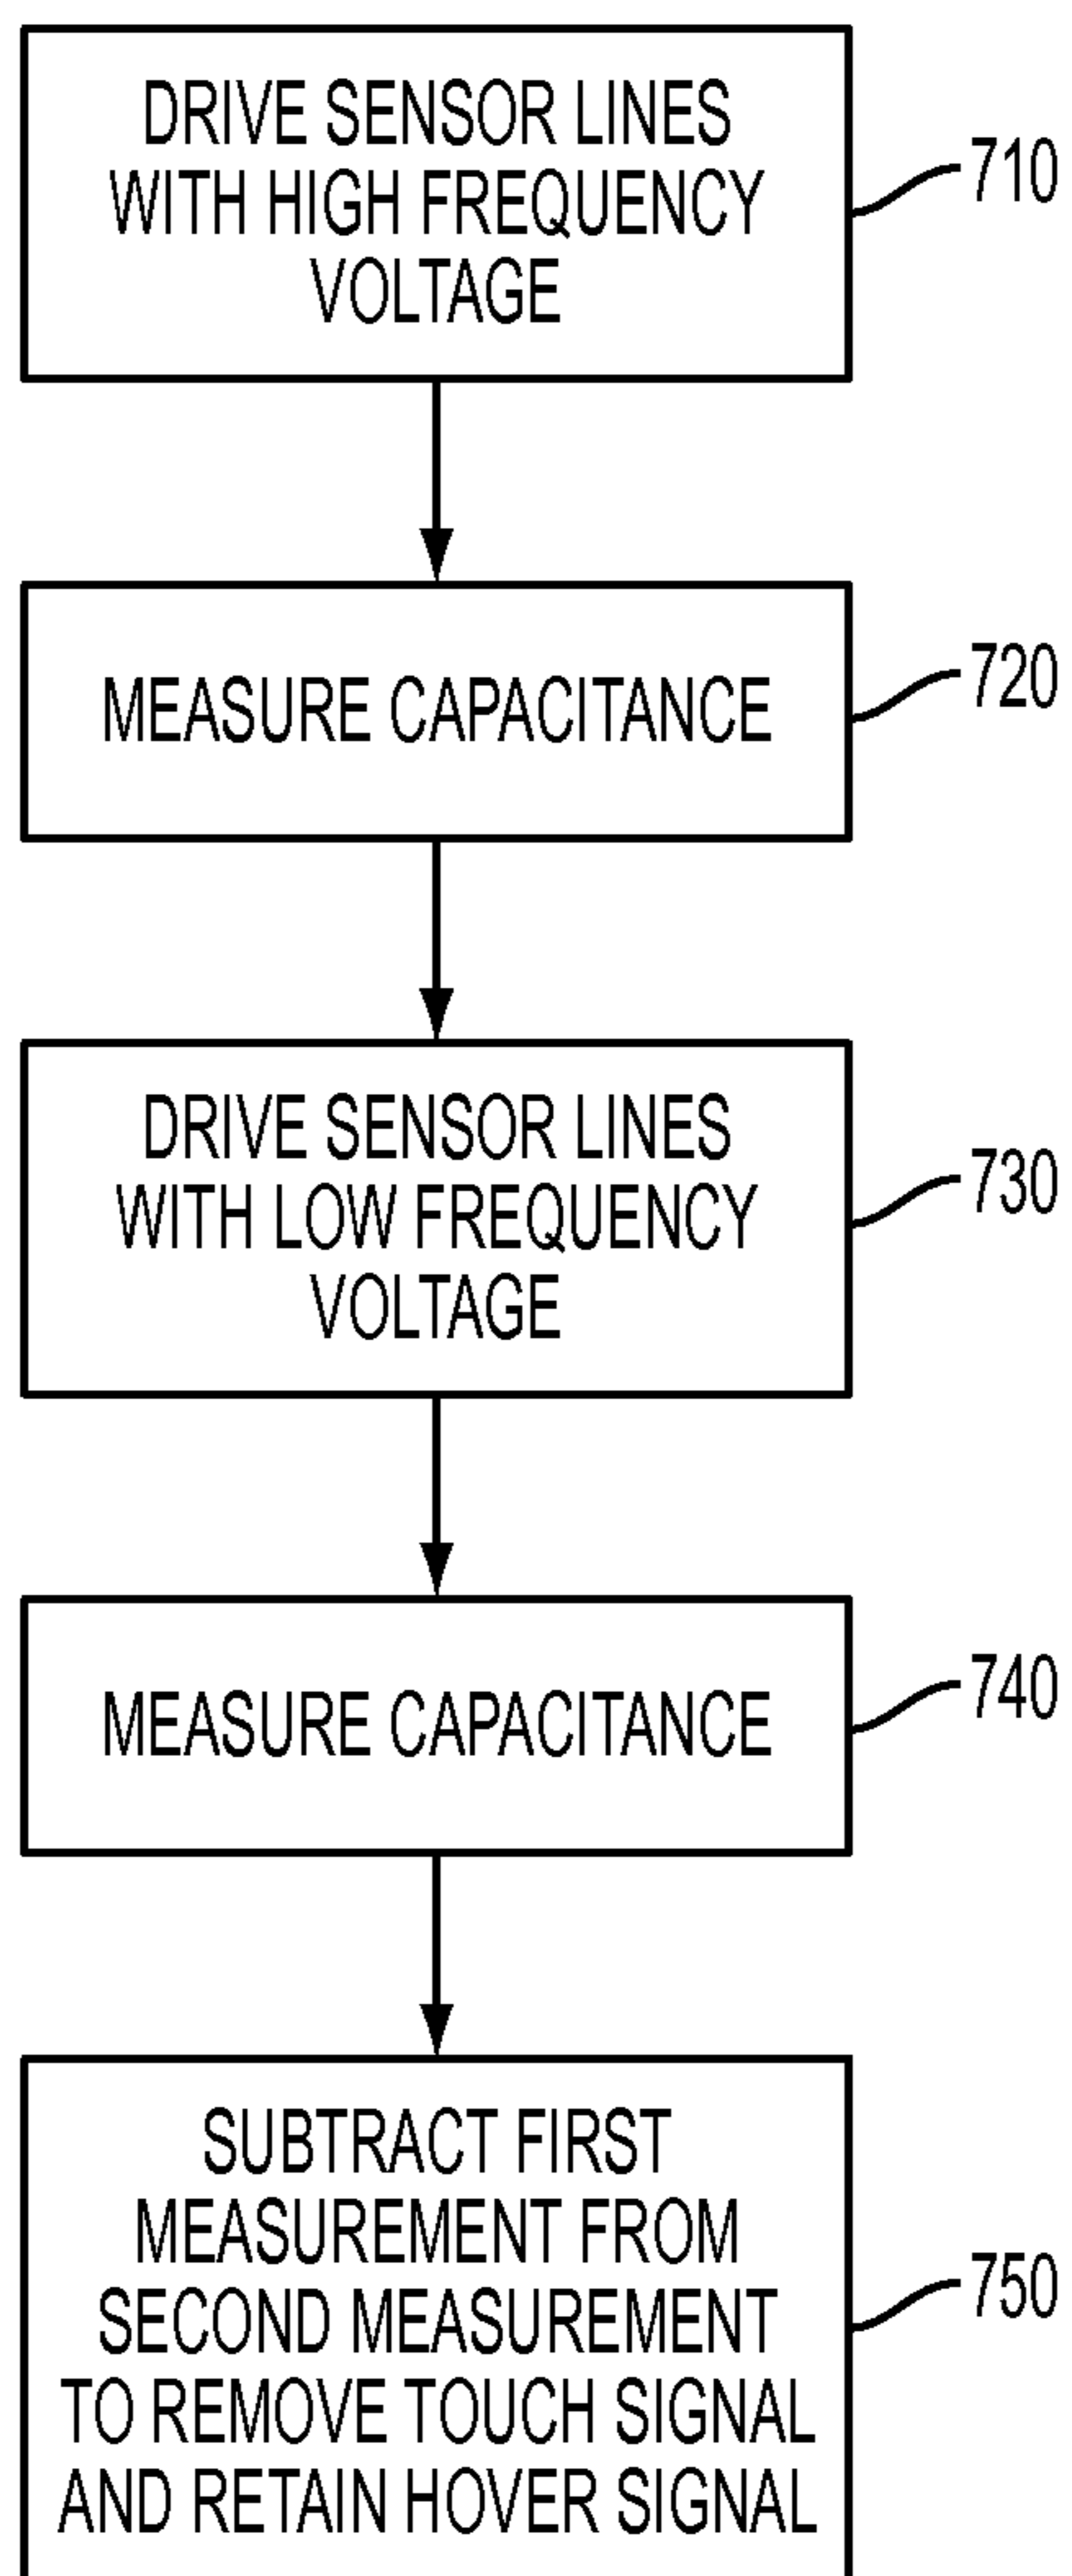 DRIVE SENSOR LINES
WITH HIGH FREQUENCY
VOLTAGE
710
MEASURE CAPACITANCE
720
DRIVE SENSOR LINES
WITH LOW FREQUENCY
VOLTAGE
730
MEASURE CAPACITANCE
740
SUBTRACT FIRST
MEASUREMENT FROM
SECOND MEASUREMENT
TO REMOVE TOUCH SIGNAL
AND RETAIN HOVER SIGNAL
750